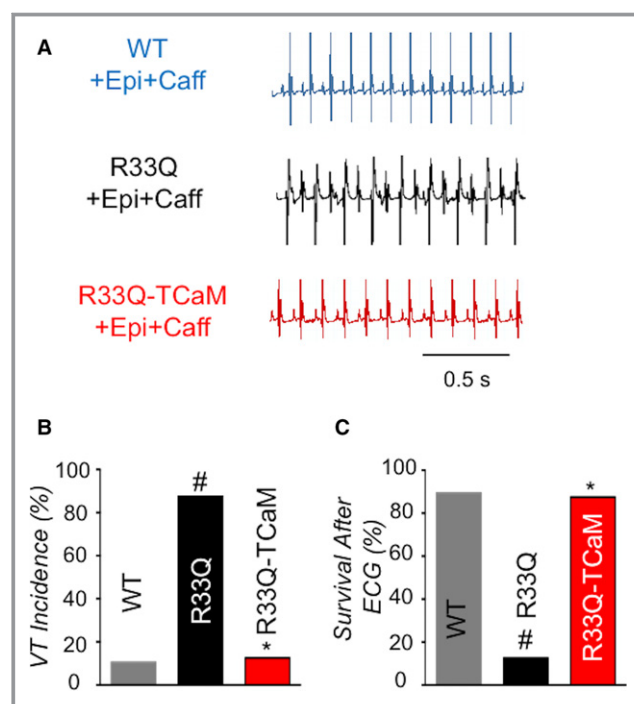 A
WT
+Epi+Caff
R33Q
+Epi+Caff
R33Q-TCaM
+Epi+Caff
0.5 s
B
VT Incidence (%)
100
80
60
40
20
0
WT
#
R33Q
* R33Q-TCaM
C
Survival After
ECG (%)
100
80
60
40
20
0
WT
# R33Q
*
R33Q-TCaM